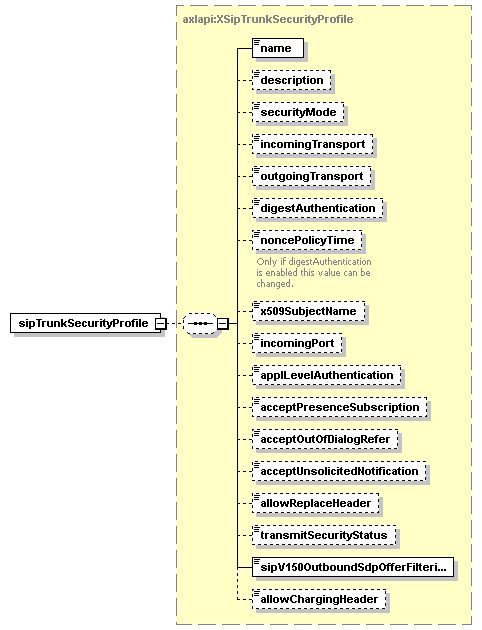 axlapi:XSipTrunkSecurityProfile
name
description
securityMode
incomingTransport
outgoingTransport
digestAuthentication
noncePolicyTime
Only if digestAuthentication
is enabled this value can be
changed.
x509SubjectName
sipTrunkSecurityProfile
incomingPort
applLevelAuthentication
acceptPresenceSubscription
acceptOutOfDialogRefer
acceptUnsolicitedNotification
allowReplaceHeader
transmitSecurityStatus
sipV150OutboundSdpOfferFilteri...
allowChargingHeader